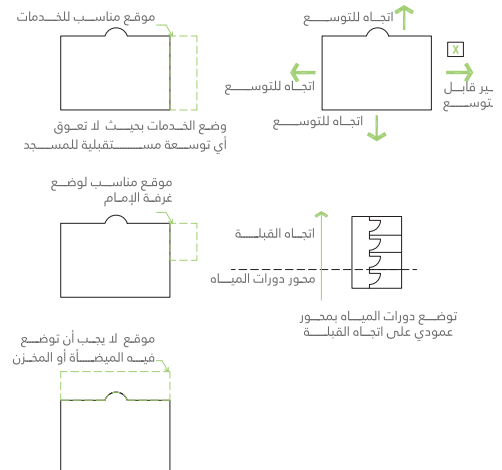 موقع مناسب للخدمات
وضع الخدمات بحيث لا تعوق
أي توسعة مستقبلية للمسجد
اتجاه للتوسع
X
اتجاه للتوسع
قابل
توسع
اتجاه للتوسع
موقع مناسب لوضع
غرفة الإمام
اتجاه القبلة
محور دورات المياه
توضع دورات المياه بمحور
عمودي على اتجاه القبلة
موقع لا يجب أن توضع
فيه الميضأة أو المخزن